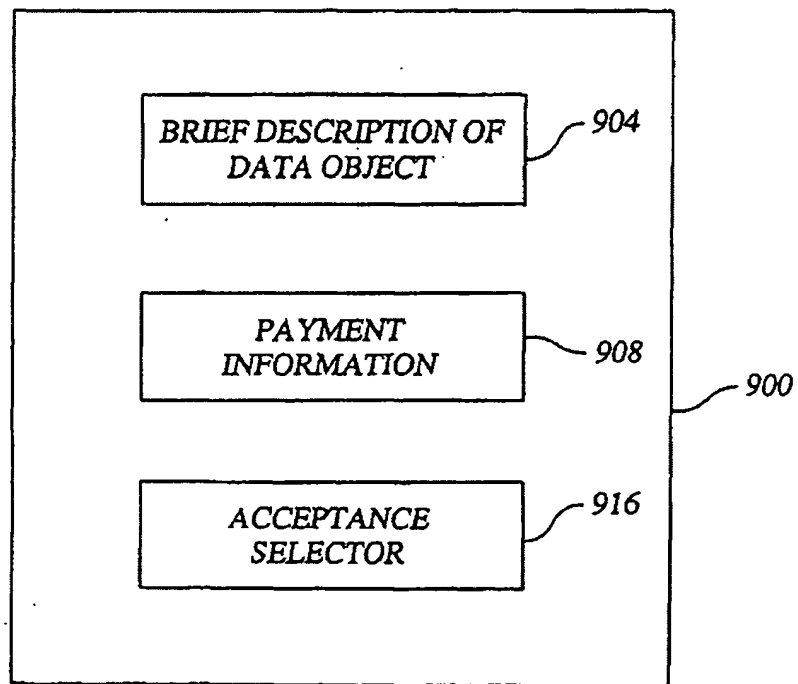 BRIEF DESCRIPTION OF
DATA OBJECT
904
PAYMENT
INFORMATION
908
900
ACCEPTANCE
SELECTOR
916